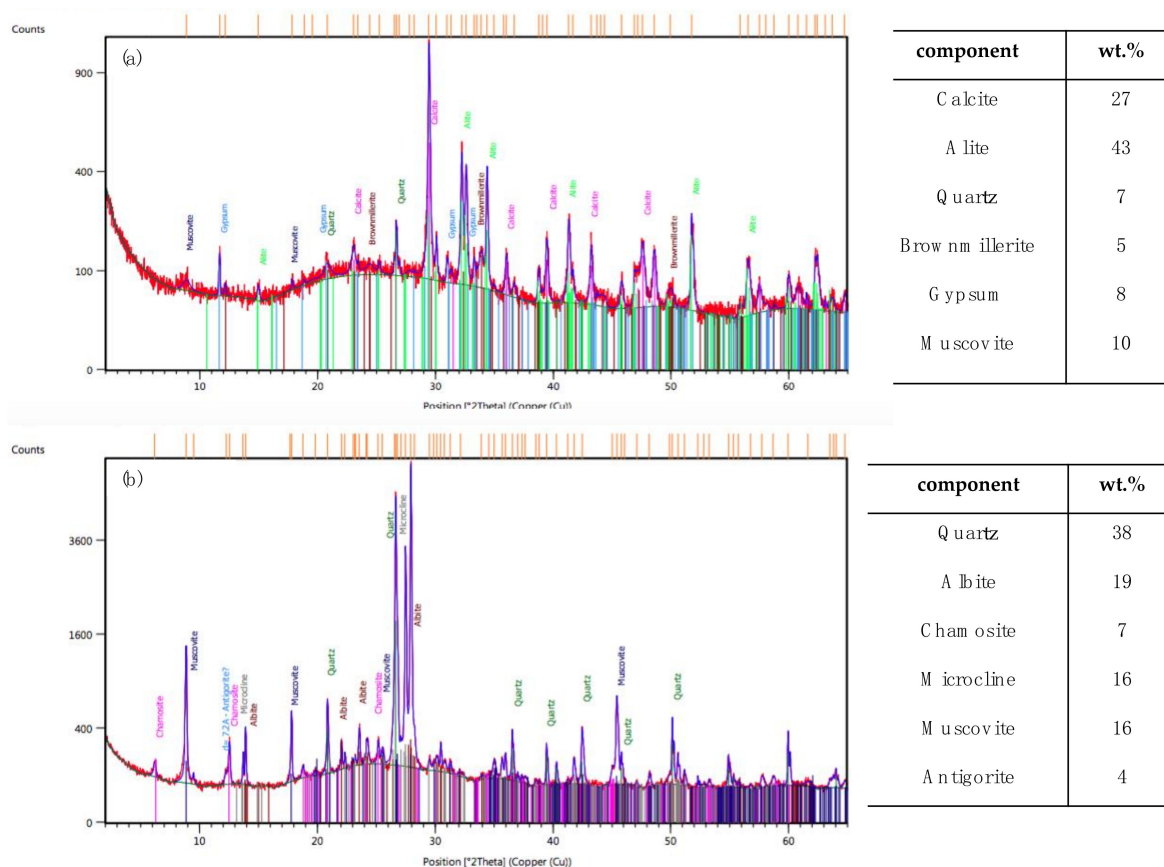 Counts
(a)
900
400
100
0
10
20
30
40
50
60
Position [°2Theta] (Copper (Cu))
Muscovite
Gypsum
Alite
Muscovite
Gypsum
Quartz
Calcite
Brownmillerite
Quartz
Calcite
Gypsum
Alite
Gypsum
Brownmillerite
Alite
Calcite
Calcite
Alite
Calcite
Calcite
Brownmillerite
Alite
Alite
component wt.%
Calcite 27
Alite 43
Quartz 7
Brownmillerite 5
Gypsum 8
Muscovite 10
Counts
(b)
3600
1600
400
0
10
20
30
40
50
60
Position [°2Theta] (Copper (Cu))
Chamosite
Muscovite
7.2A - Antigorite?
Chamosite
Microcline
Albite
Muscovite
Quartz
Albite
Albite
Chamosite
Muscovite
Quartz
Microcline
Albite
Quartz
Quartz
Quartz
Muscovite
Quartz
Quartz
component wt.%
Quartz 38
Albite 19
Chamosite 7
Microcline 16
Muscovite 16
Antigorite 4